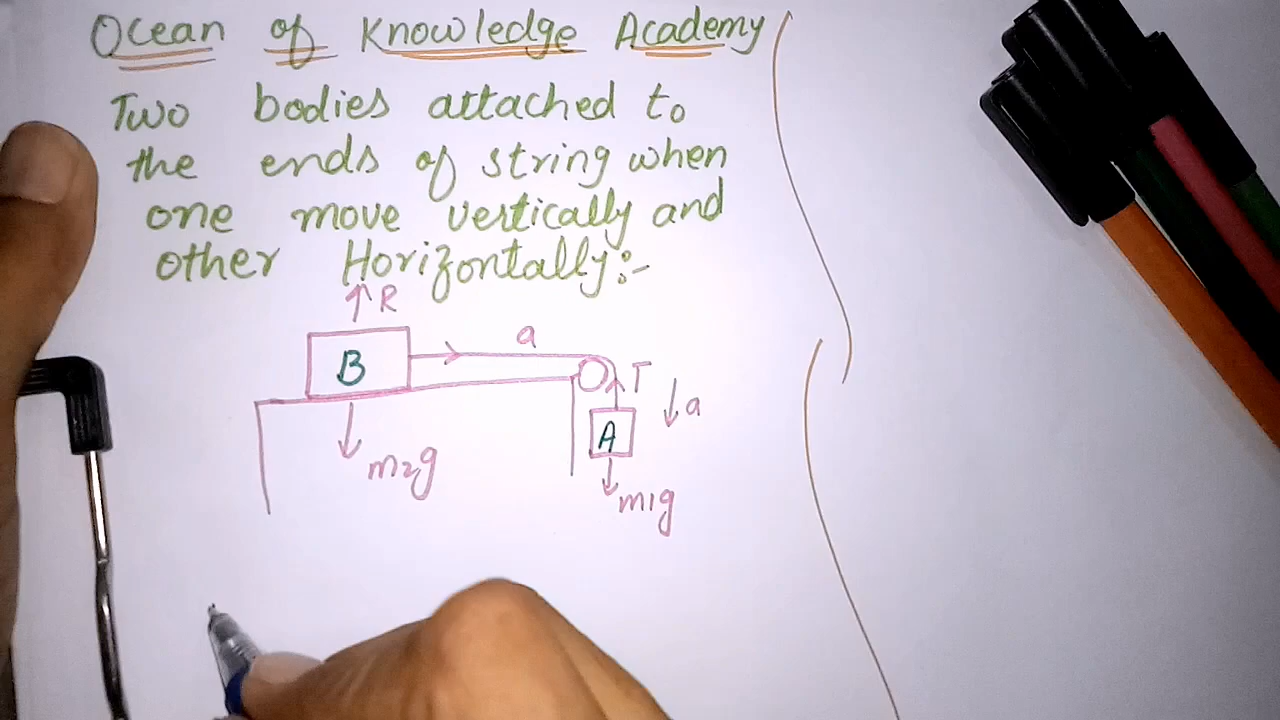 Ocean of Knowledge Academy
Two bodies attached to
the ends of string when
one move vertically and
other Horizontally:-
R
a
B
T
a
A
m2g
m1g